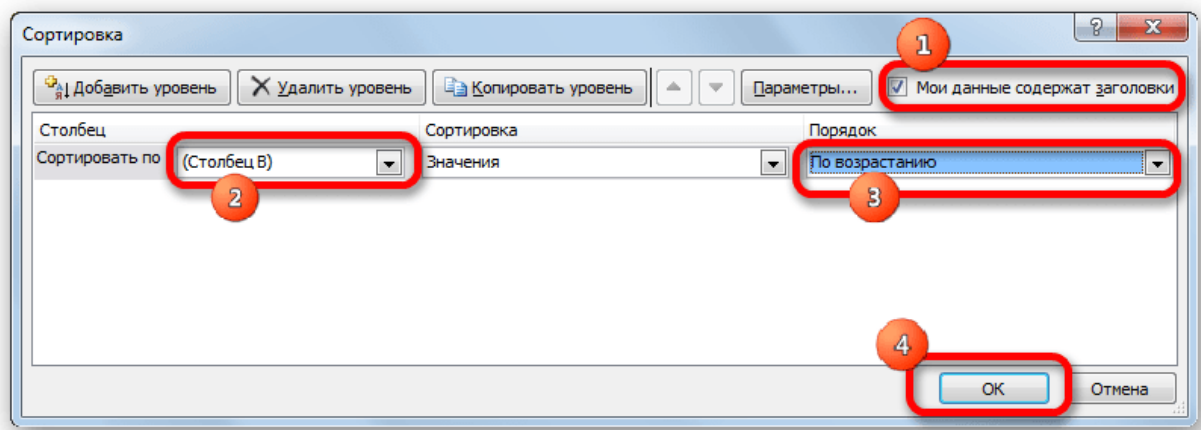 Сортировка
1
Добавить уровень Удалить уровень Копировать уровень Параметры... Мои данные содержат заголовки
Столбец Сортировка Порядок
Сортировать по (Столбец B) Значения По возрастанию
2 3
4
OK Отмена